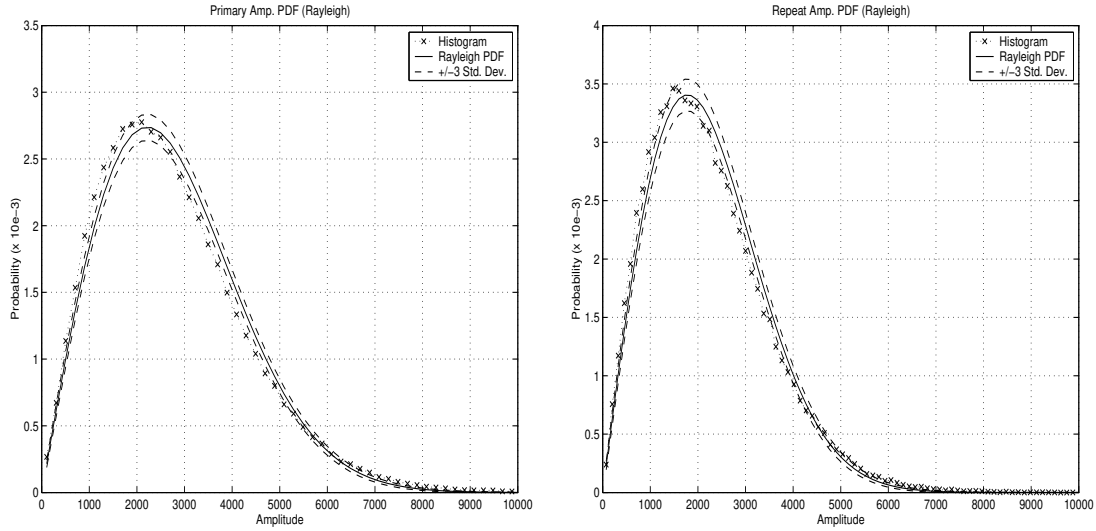 Primary Amp. PDF (Rayleigh)
3.5
3
2.5
2
1.5
1
0.5
0
Probability (x 10e−3)
Histogram
Rayleigh PDF
+/−3 Std. Dev.
0 1000 2000 3000 4000 5000 6000 7000 8000 9000 10000
Amplitude
Repeat Amp. PDF (Rayleigh)
4
3.5
3
2.5
2
1.5
1
0.5
0
Probability (x 10e−3)
Histogram
Rayleigh PDF
+/−3 Std. Dev.
0 1000 2000 3000 4000 5000 6000 7000 8000 9000 10000
Amplitude